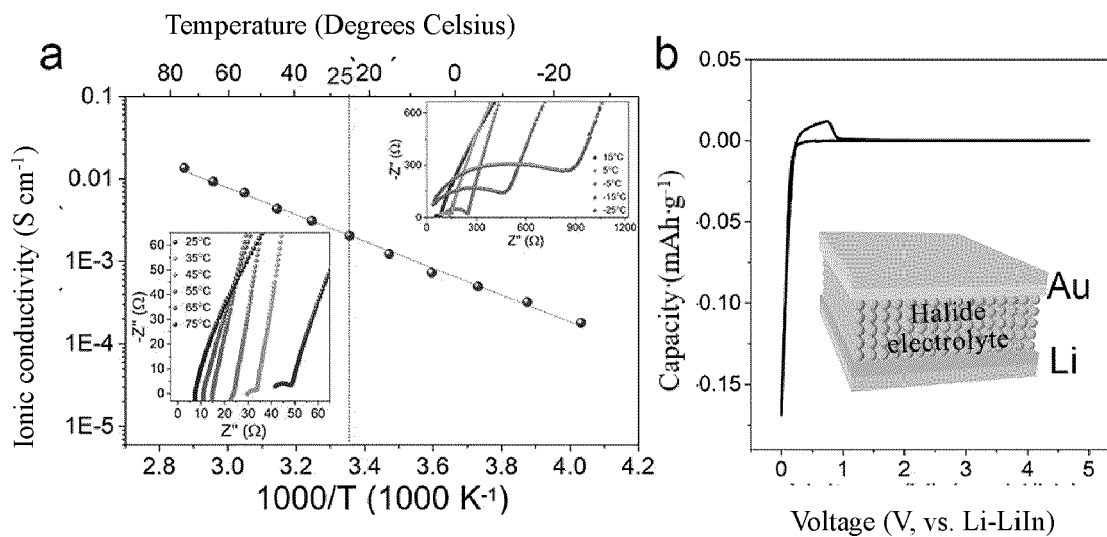 Temperature (Degrees Celsius)
a
80 60 40 25 20 0 -20
0.1
0.01
1E-3
1E-4
1E-5
Ionic conductivity (S cm⁻¹)
2.8 3.0 3.2 3.4 3.6 3.8 4.0 4.2
1000/T (1000 K⁻¹)
600
300
0
-Z" (Ω)
0 300 600 900 1200
Z" (Ω)
15°C
5°C
-5°C
-15°C
-25°C
60
50
40
30
20
10
0
-Z" (Ω)
0 10 20 30 40 50 60
Z" (Ω)
25°C
35°C
45°C
55°C
65°C
75°C
b
0.05
0.00
-0.05
-0.10
-0.15
Capacity (mAh·g⁻¹)
0 1 2 3 4 5
Voltage (V, vs. Li-LiIn)
Au
Halide
electrolyte
Li